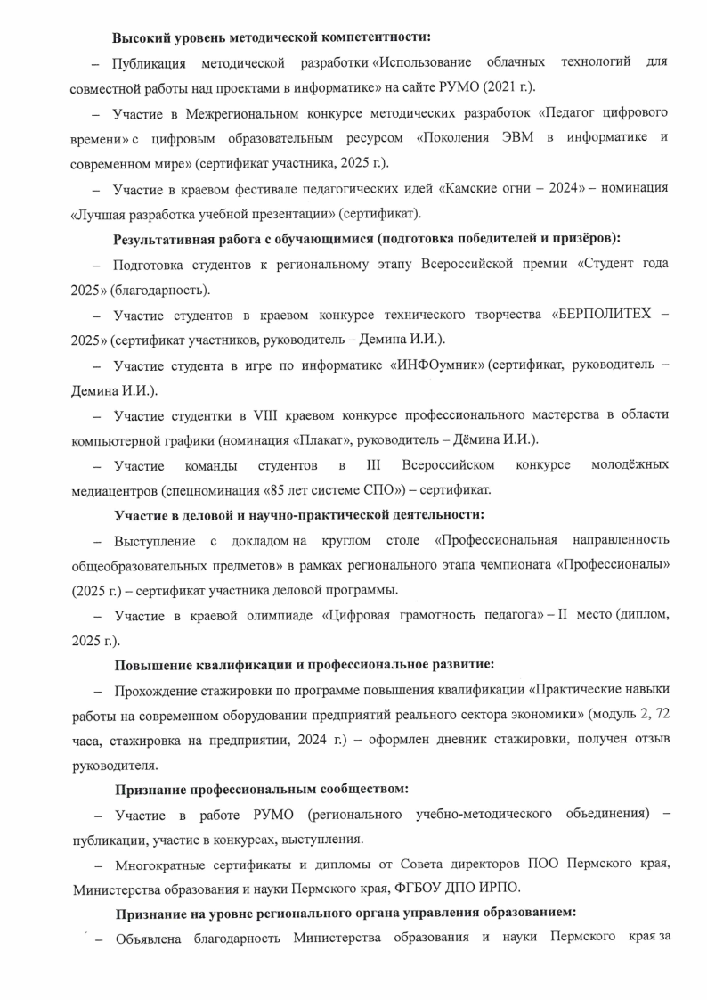 Высокий уровень методической компетентности:
– Публикация методической разработки «Использование облачных технологий для
совместной работы над проектами в информатике» на сайте РУМО (2021 г.).
– Участие в Межрегиональном конкурсе методических разработок «Педагог цифрового
времени» с цифровым образовательным ресурсом «Поколения ЭВМ в информатике и
современном мире» (сертификат участника, 2025 г.).
– Участие в краевом фестивале педагогических идей «Камские огни – 2024» – номинация
«Лучшая разработка учебной презентации» (сертификат).
Результативная работа с обучающимися (подготовка победителей и призёров):
– Подготовка студентов к региональному этапу Всероссийской премии «Студент года
2025» (благодарность).
– Участие студентов в краевом конкурсе технического творчества «БЕРПОЛИТЕХ –
2025» (сертификат участников, руководитель – Демина И.И.).
– Участие студента в игре по информатике «ИНФОумник» (сертификат, руководитель –
Демина И.И.).
– Участие студентки в VIII краевом конкурсе профессионального мастерства в области
компьютерной графики (номинация «Плакат», руководитель – Дёмина И.И.).
– Участие команды студентов в III Всероссийском конкурсе молодёжных
медиацентров (спецноминация «85 лет системе СПО») – сертификат.
Участие в деловой и научно-практической деятельности:
– Выступление с докладом на круглом столе «Профессиональная направленность
общеобразовательных предметов» в рамках регионального этапа чемпионата «Профессионалы»
(2025 г.) – сертификат участника деловой программы.
– Участие в краевой олимпиаде «Цифровая грамотность педагога» – II место (диплом,
2025 г.).
Повышение квалификации и профессиональное развитие:
– Прохождение стажировки по программе повышения квалификации «Практические навыки
работы на современном оборудовании предприятий реального сектора экономики» (модуль 2, 72
часа, стажировка на предприятии, 2024 г.) – оформлен дневник стажировки, получен отзыв
руководителя.
Признание профессиональным сообществом:
– Участие в работе РУМО (регионального учебно-методического объединения) –
публикации, участие в конкурсах, выступления.
– Многократные сертификаты и дипломы от Совета директоров ПОО Пермского края,
Министерства образования и науки Пермского края, ФГБОУ ДПО ИРПО.
Признание на уровне регионального органа управления образованием:
– Объявлена благодарность Министерства образования и науки Пермского края за